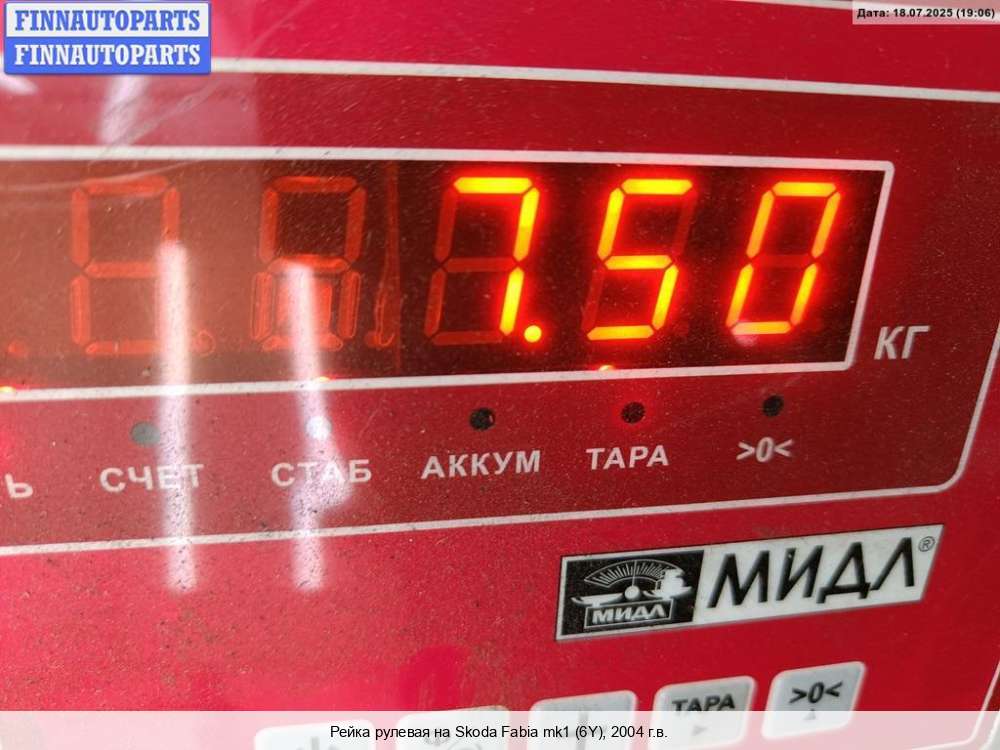 FINNAUTOPARTS
FINNAUTOPARTS
Дата: 18.07.2025 (19:06)
7.50
КГ
Ь СЧЕТ СТАБ АККУМ ТАРА >0<
МИДЛ МИДЛ®
ТАРА >0<
Рейка рулевая на Skoda Fabia mk1 (6Y), 2004 г.в.